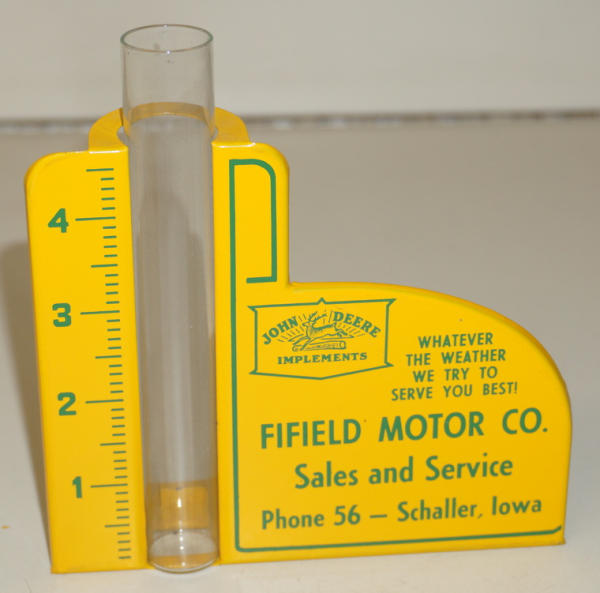 4
3
2
1
JOHN DEERE
IMPLEMENTS
WHATEVER
THE WEATHER
WE TRY TO
SERVE YOU BEST!
FIFIELD MOTOR CO.
Sales and Service
Phone 56 — Schaller, Iowa